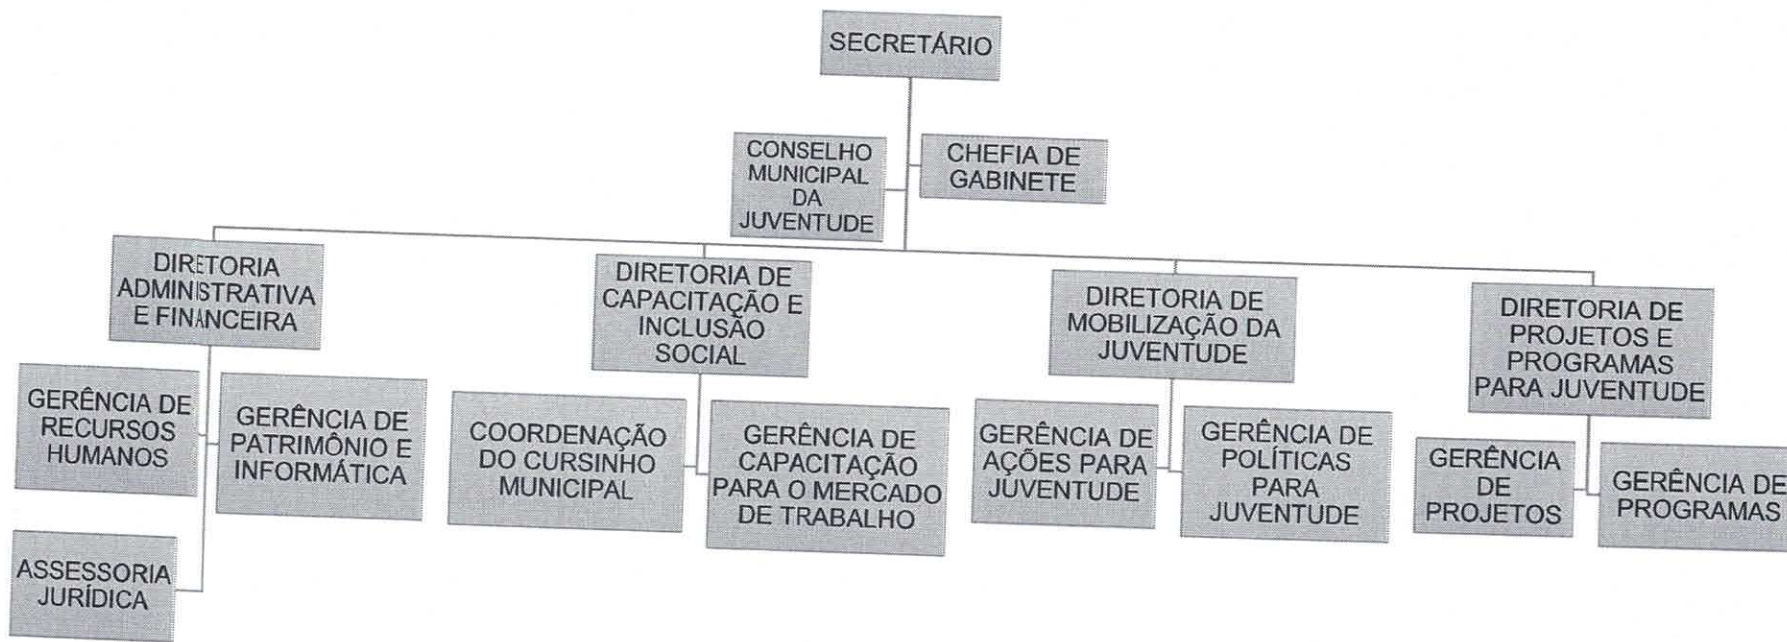 SECRETÁRIO
CONSELHO
MUNICIPAL
DA
JUVENTUDE
CHEFIA DE
GABINETE
DIRETORIA
ADMINISTRATIVA
E FINANCEIRA
DIRETORIA DE
CAPACITAÇÃO E
INCLUSÃO
SOCIAL
DIRETORIA DE
MOBILIZAÇÃO DA
JUVENTUDE
DIRETORIA DE
PROJETOS E
PROGRAMAS
PARA JUVENTUDE
GERÊNCIA DE
RECURSOS
HUMANOS
GERÊNCIA DE
PATRIMÔNIO E
INFORMÁTICA
COORDENAÇÃO
DO CURSINHO
MUNICIPAL
GERÊNCIA DE
CAPACITAÇÃO
PARA O MERCADO
DE TRABALHO
GERÊNCIA DE
AÇÕES PARA
JUVENTUDE
GERÊNCIA DE
POLÍTICAS
PARA
JUVENTUDE
GERÊNCIA
DE
PROJETOS
GERÊNCIA DE
PROGRAMAS
ASSESSORIA
JURÍDICA